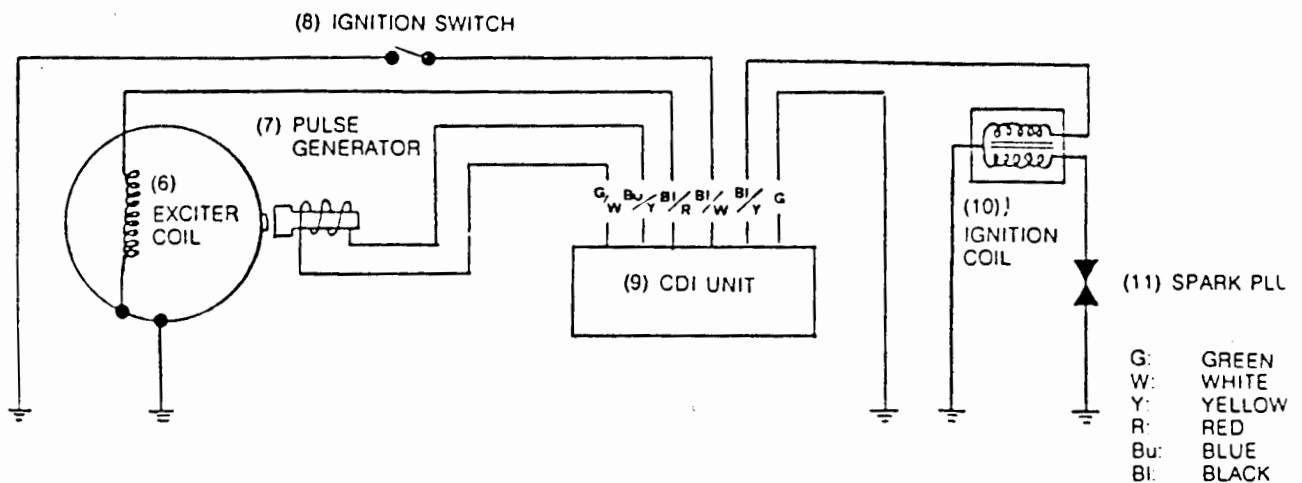 (8) IGNITION SWITCH
(7) PULSE
GENERATOR
(6)
EXCITER
COIL
G/W Bu/Y Bl/R Bl/W Bl/Y G
(9) CDI UNIT
(10)
IGNITION
COIL
(11) SPARK PLU
G: GREEN
W: WHITE
Y: YELLOW
R: RED
Bu: BLUE
Bl: BLACK